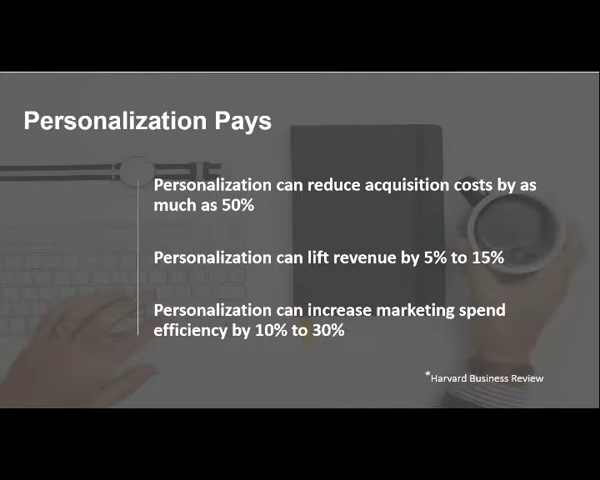 Personalization Pays
Personalization can reduce acquisition costs by as
much as 50%
Personalization can lift revenue by 5% to 15%
Personalization can increase marketing spend
efficiency by 10% to 30%
*Harvard Business Review